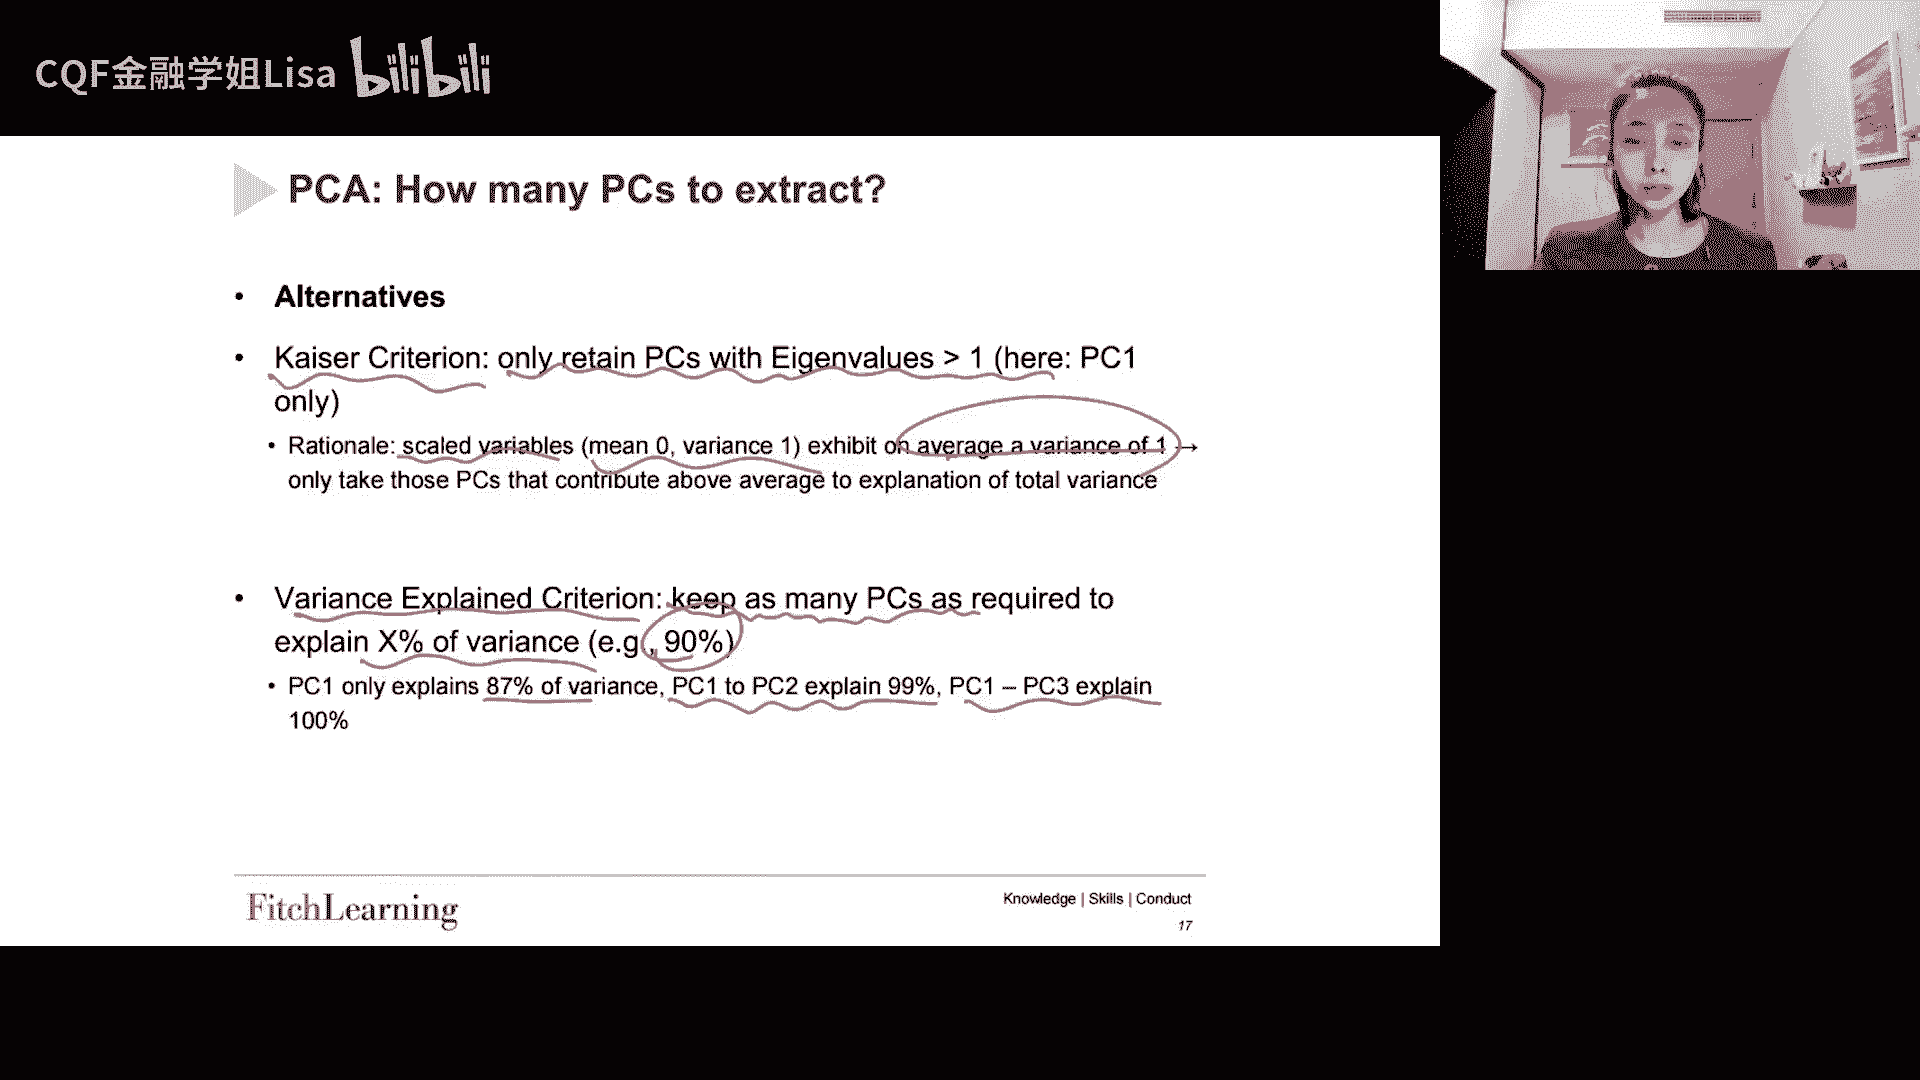 CQF金融学姐Lisa bilibili
PCA: How many PCs to extract?
• Alternatives
• Kaiser Criterion: only retain PCs with Eigenvalues > 1 (here: PC1
only)
• Rationale: scaled variables (mean 0, variance 1) exhibit on average a variance of 1 →
only take those PCs that contribute above average to explanation of total variance
• Variance Explained Criterion: keep as many PCs as required to
explain X% of variance (e.g., 90%)
• PC1 only explains 87% of variance, PC1 to PC2 explain 99%, PC1 – PC3 explain
100%
FitchLearning
Knowledge | Skills | Conduct
17